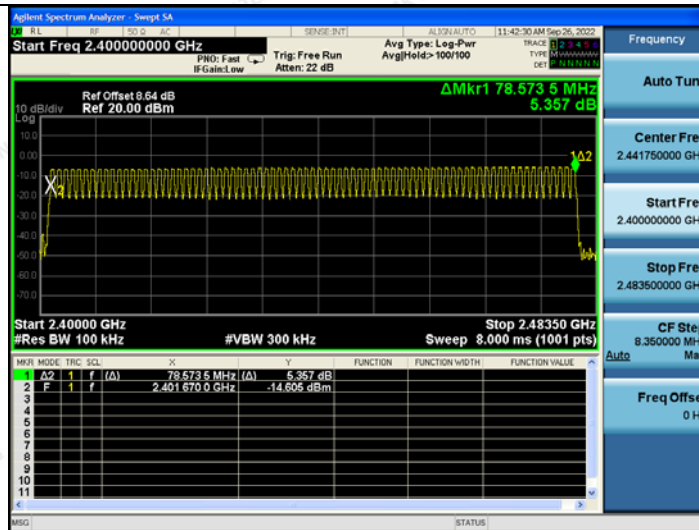 Agilent Spectrum Analyzer - Swept SA
RL RF 50 Ω AC SENSE:INT ALIGN AUTO 11:42:30 AM Sep 26, 2022
Start Freq 2.400000000 GHz
PNO: Fast
IFGain:Low
Trig: Free Run
Atten: 22 dB
Avg Type: Log-Pwr
Avg|Hold:> 100/100
TRACE 1 2 3 4 5 6
TYPE M
DET P N N N N N
Ref Offset 8.64 dB
Ref 20.00 dBm
10 dB/div
Log
ΔMkr1 78.573 5 MHz
5.357 dB
10.0
0.00
-10.0
-20.0
-30.0
-40.0
-50.0
-60.0
-70.0
2
1Δ2
Start 2.40000 GHz Stop 2.48350 GHz
#Res BW 100 kHz #VBW 300 kHz Sweep 8.000 ms (1001 pts)
MKR MODE TRC SCL X Y FUNCTION FUNCTION WIDTH FUNCTION VALUE
1 Δ2 1 f (Δ) 78.573 5 MHz (Δ) 5.357 dB
2 F 1 f 2.401 670 0 GHz -14.605 dBm
3
4
5
6
7
8
9
10
11
MSG STATUS
Frequency
Auto Tun
Center Fre
2.441750000 GH
Start Fre
2.400000000 GH
Stop Fre
2.483500000 GH
CF Ste
8.350000 MH
Auto Ma
Freq Offse
0 H